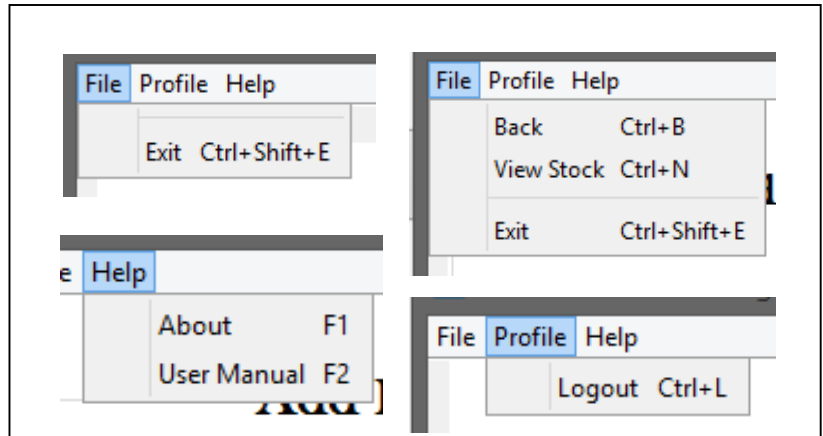 File Profile Help
Exit Ctrl+Shift+E
File Profile Help
Back Ctrl+B
View Stock Ctrl+N
Exit Ctrl+Shift+E
Help
About F1
User Manual F2
Add
File Profile Help
Logout Ctrl+L